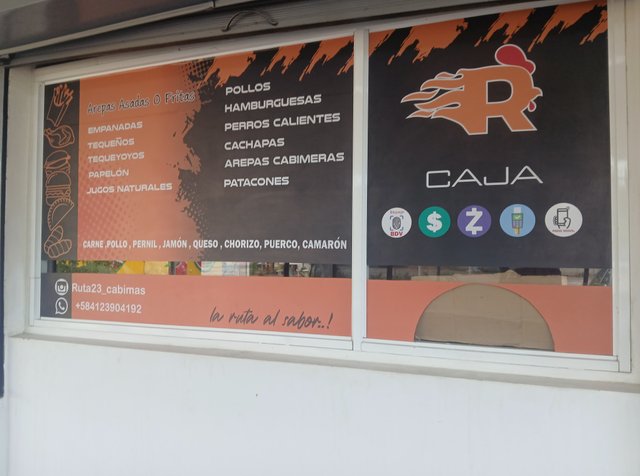 Arepas Asadas O Fritas
EMPANADAS
TEQUEÑOS
TEQUEYOYOS
PAPELÓN
JUGOS NATURALES
POLLOS
HAMBURGUESAS
PERROS CALIENTES
CACHAPAS
AREPAS CABIMERAS
PATACONES
CARNE ,POLLO , PERNIL , JAMÓN , QUESO , CHORIZO, PUERCO, CAMARÓN
Ruta23_cabimas
+584123904192
la ruta al sabor..!
R
CAJA
BDV
$
Z